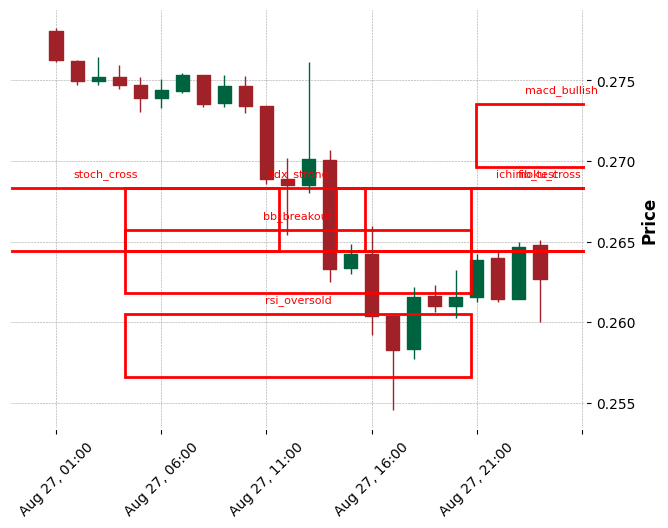 macd_bullish
stoch_cross
adx_strong
ichimoku_cross
bb_breakout
rsi_oversold
0.275
0.270
0.265
0.260
0.255
Price
Aug 27, 01:00
Aug 27, 06:00
Aug 27, 11:00
Aug 27, 16:00
Aug 27, 21:00